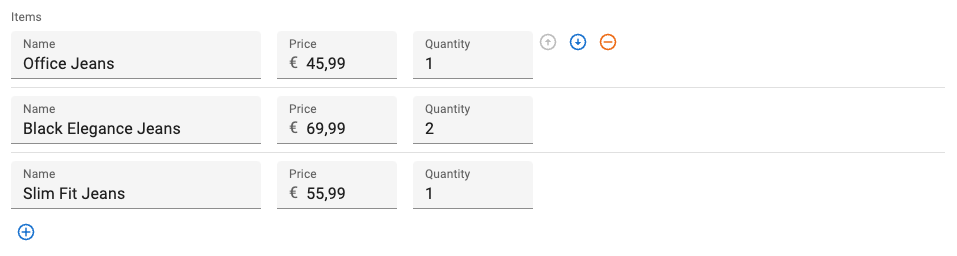 Items
Name Price Quantity
Office Jeans € 45,99 1
Name Price Quantity
Black Elegance Jeans € 69,99 2
Name Price Quantity
Slim Fit Jeans € 55,99 1